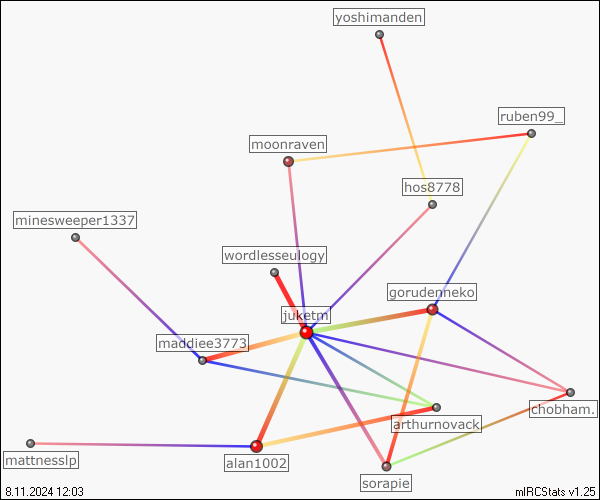 yoshimanden
ruben99_
moonraven
hos8778
minesweeper1337
wordlesseulogy
gorudenneko
juketm
maddiee3773
chobham.
arthurnovack
mattnesslp
alan1002
sorapie
8.11.2024 12:03
mIRCStats v1.25